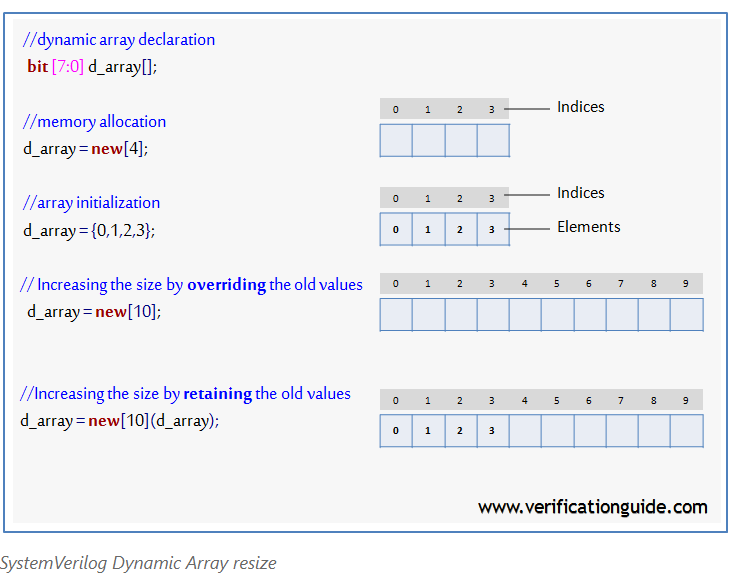 //dynamic array declaration
bit [7:0] d_array[];
//memory allocation
d_array = new[4];
0 1 2 3 Indices
//array initialization
d_array = {0,1,2,3};
0 1 2 3 Indices
0 1 2 3 Elements
// Increasing the size by overriding the old values
d_array = new[10];
0 1 2 3 4 5 6 7 8 9
//Increasing the size by retaining the old values
d_array = new[10](d_array);
0 1 2 3 4 5 6 7 8 9
0 1 2 3
www.verificationguide.com
SystemVerilog Dynamic Array resize